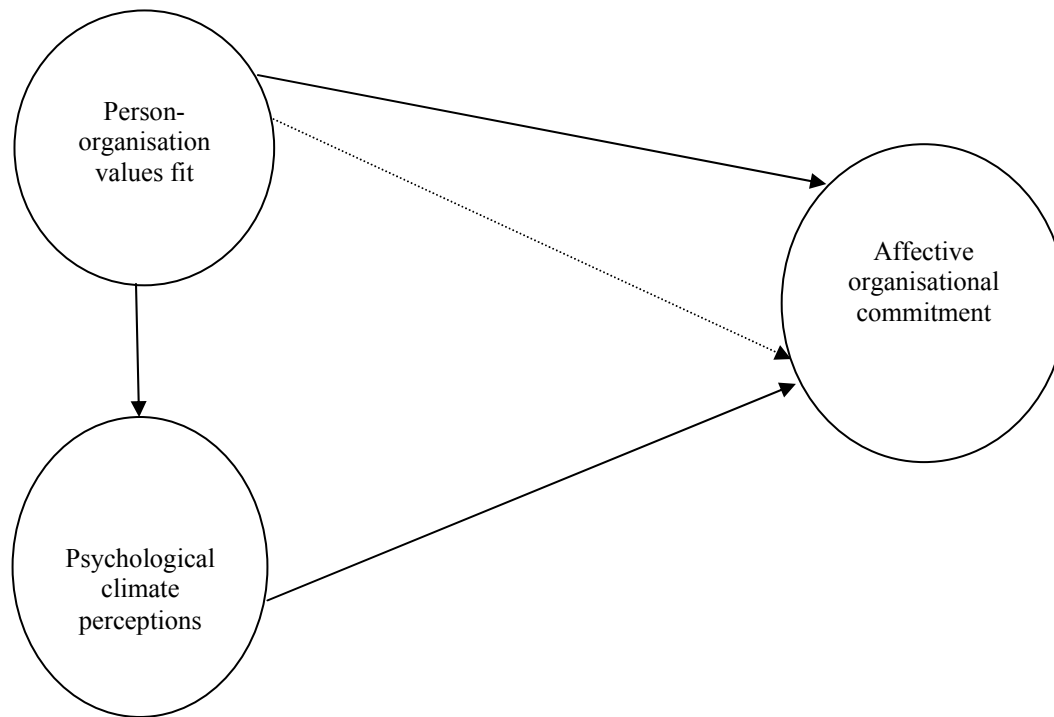 Person-
organisation
values fit
Affective
organisational
commitment
Psychological
climate
perceptions